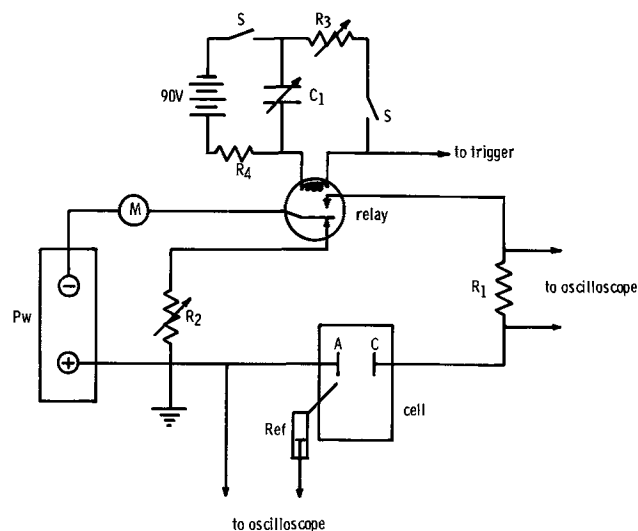 S
R3
90V
C1
S
R4
to trigger
relay
M
Pw
R2
R1
to oscilloscope
A C
cell
Ref
to oscilloscope